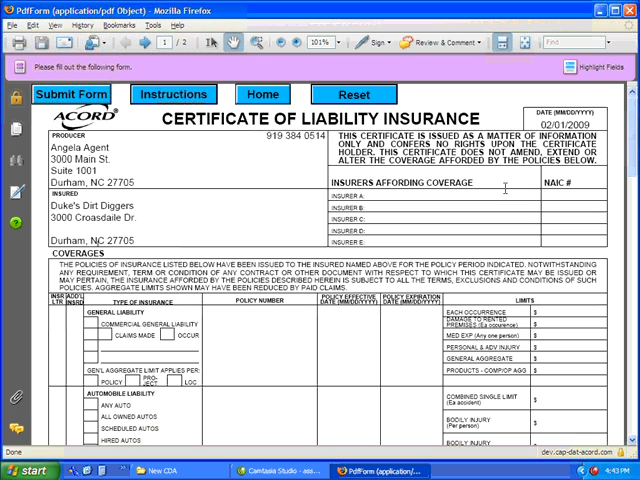 PdfForm (application/pdf Object) - Mozilla Firefox
File Edit View History Bookmarks Tools Help
1 / 2 101% Sign Review & Comment Find
Please fill out the following form. Highlight Fields
Submit Form Instructions Home Reset
ACORD® CERTIFICATE OF LIABILITY INSURANCE
DATE (MM/DD/YYYY)
02/01/2009
PRODUCER 919 384 0514
Angela Agent
3000 Main St.
Suite 1001
Durham, NC 27705
THIS CERTIFICATE IS ISSUED AS A MATTER OF INFORMATION
ONLY AND CONFERS NO RIGHTS UPON THE CERTIFICATE
HOLDER. THIS CERTIFICATE DOES NOT AMEND, EXTEND OR
ALTER THE COVERAGE AFFORDED BY THE POLICIES BELOW.
INSURERS AFFORDING COVERAGE NAIC #
INSURED
Duke's Dirt Diggers
3000 Croasdaile Dr.
Durham, NC 27705
INSURER A:
INSURER B:
INSURER C:
INSURER D:
INSURER E:
COVERAGES
THE POLICIES OF INSURANCE LISTED BELOW HAVE BEEN ISSUED TO THE INSURED NAMED ABOVE FOR THE POLICY PERIOD INDICATED, NOTWITHSTANDING
ANY REQUIREMENT, TERM OR CONDITION OF ANY CONTRACT OR OTHER DOCUMENT WITH RESPECT TO WHICH THIS CERTIFICATE MAY BE ISSUED OR
MAY PERTAIN, THE INSURANCE AFFORDED BY THE POLICIES DESCRIBED HEREIN IS SUBJECT TO ALL THE TERMS, EXCLUSIONS AND CONDITIONS OF SUCH
POLICIES. AGGREGATE LIMITS SHOWN MAY HAVE BEEN REDUCED BY PAID CLAIMS.
INSR LTR ADD'L INSRD TYPE OF INSURANCE POLICY NUMBER POLICY EFFECTIVE DATE (MM/DD/YYYY) POLICY EXPIRATION DATE (MM/DD/YYYY) LIMITS
GENERAL LIABILITY
COMMERCIAL GENERAL LIABILITY
CLAIMS MADE OCCUR
GEN'L AGGREGATE LIMIT APPLIES PER:
POLICY PRO-JECT LOC
EACH OCCURRENCE $
DAMAGE TO RENTED PREMISES (Ea occurence) $
MED EXP (Any one person) $
PERSONAL & ADV INJURY $
GENERAL AGGREGATE $
PRODUCTS - COMP/OP AGG $
AUTOMOBILE LIABILITY
ANY AUTO
ALL OWNED AUTOS
SCHEDULED AUTOS
HIRED AUTOS
COMBINED SINGLE LIMIT
(Ea accident) $
BODILY INJURY
(Per person) $
BODILY INJURY
Done dev.cap-dat-acord.com
start New CDA Camtasia Studio - ass... PdfForm (application/... 4:43 PM